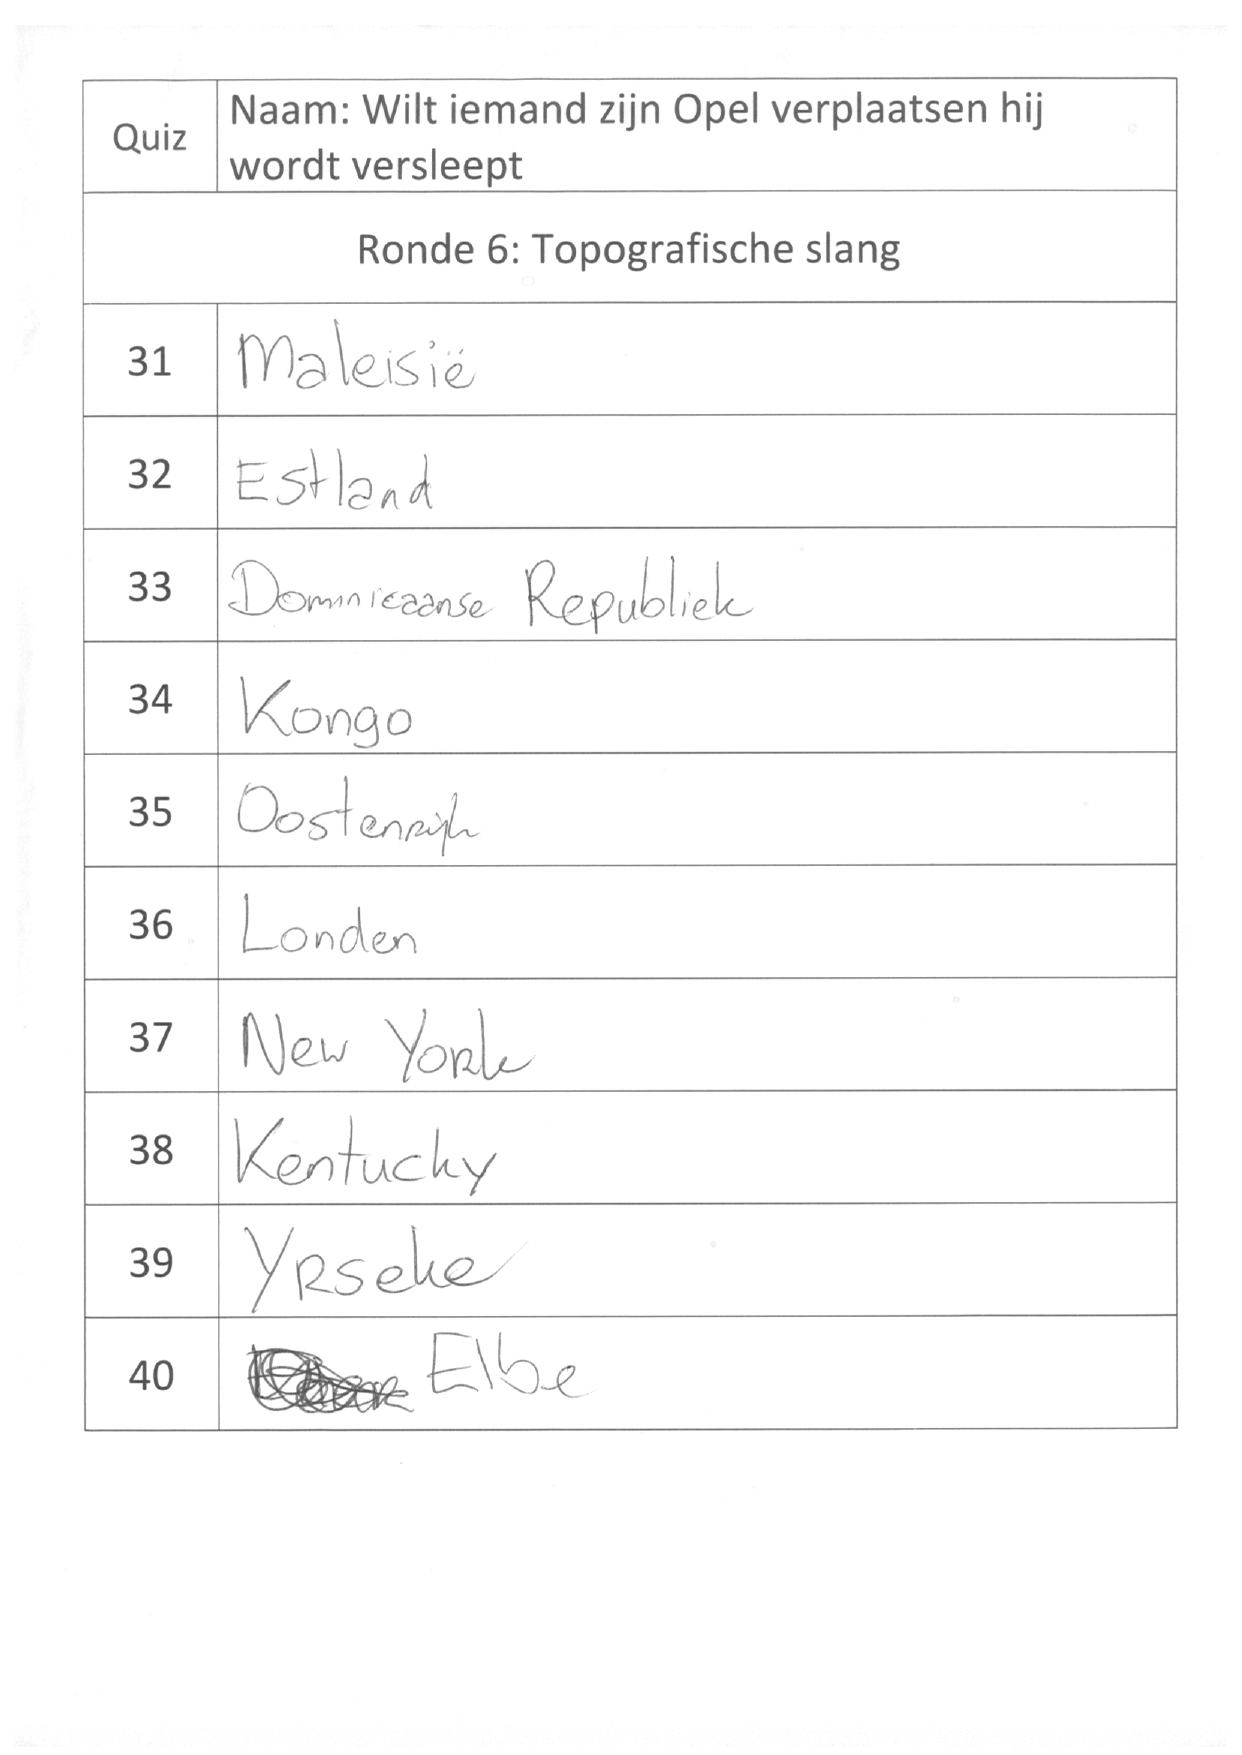 Quiz
Naam: Wilt iemand zijn Opel verplaatsen hij
wordt versleept
Ronde 6: Topografische slang
31 Maleisië
32 Estland
33 Dominicaanse Republiek
34 Kongo
35 Oostenrijk
36 Londen
37 New York
38 Kentucky
39 Yrseke
40 Elbe